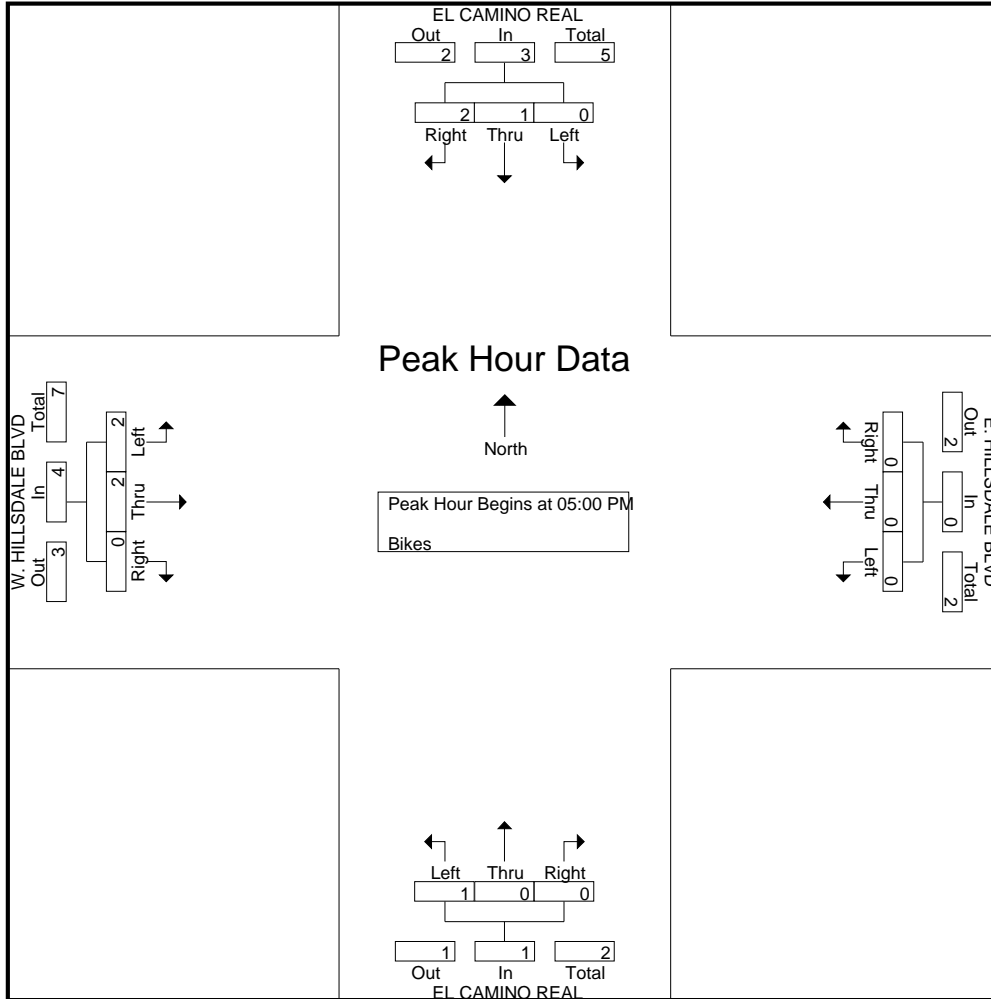 EL CAMINO REAL
Out In Total
2 3 5
2 1 0
Right Thru Left
Peak Hour Data
North
Peak Hour Begins at 05:00 PM
Bikes
W. HILLSDALE BLVD
Total In Out
7 4 3
2 2 0
Left Thru Right
E. HILLSDALE BLVD
Out In Total
2 0 2
0 0 0
Right Thru Left
Left Thru Right
1 0 0
1 1 2
Out In Total
EL CAMINO REAL